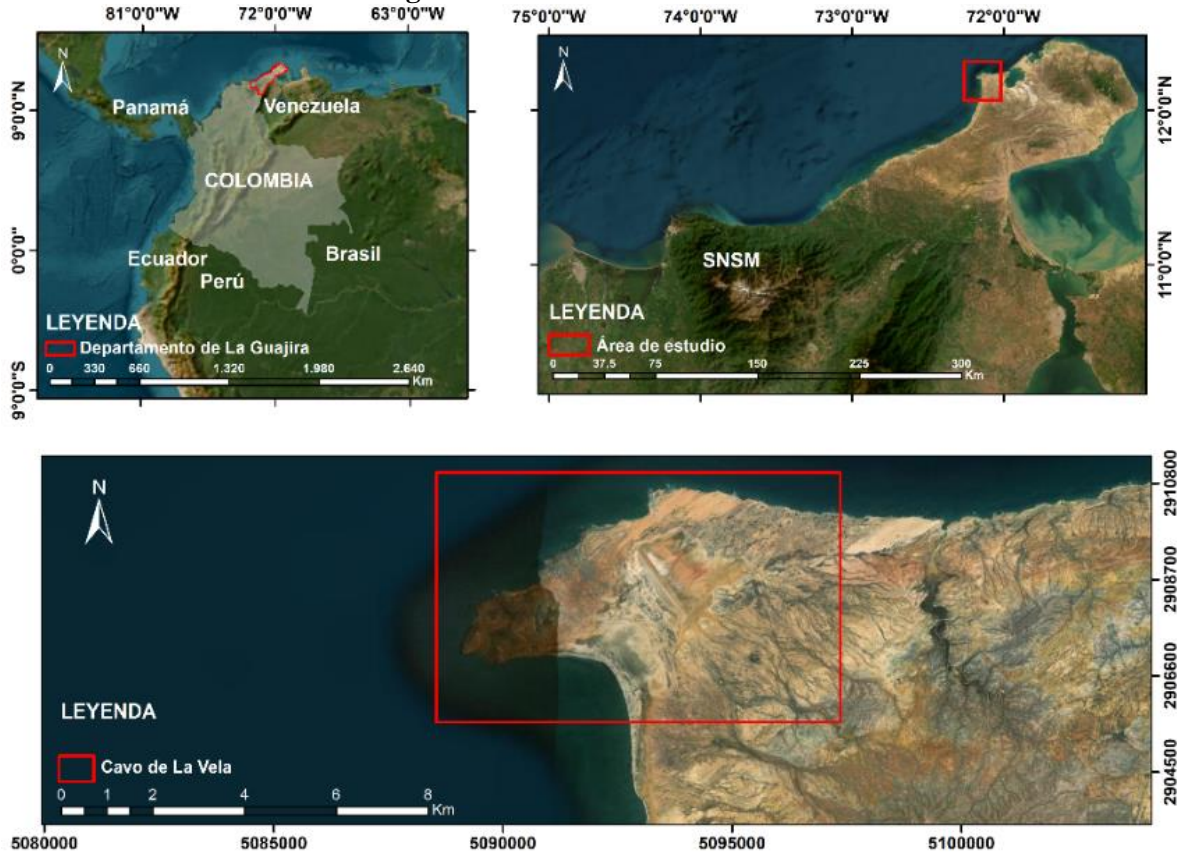 81°0'0"W 72°0'0"W 63°0'0"W
9°0'0"N
0°0'0"
9°0'0"S
N
Panamá
Venezuela
COLOMBIA
Ecuador
Perú
Brasil
LEYENDA
Departamento de La Guajira
0 330 660 1.320 1.980 2.640
Km
75°0'0"W 74°0'0"W 73°0'0"W 72°0'0"W
12°0'0"N
11°0'0"N
N
SNSM
LEYENDA
Área de estudio
0 37.5 75 150 225 300
Km
N
LEYENDA
Cavo de La Vela
0 1 2 4 6 8
Km
2910800
2908700
2906600
2904500
5080000 5085000 5090000 5095000 5100000